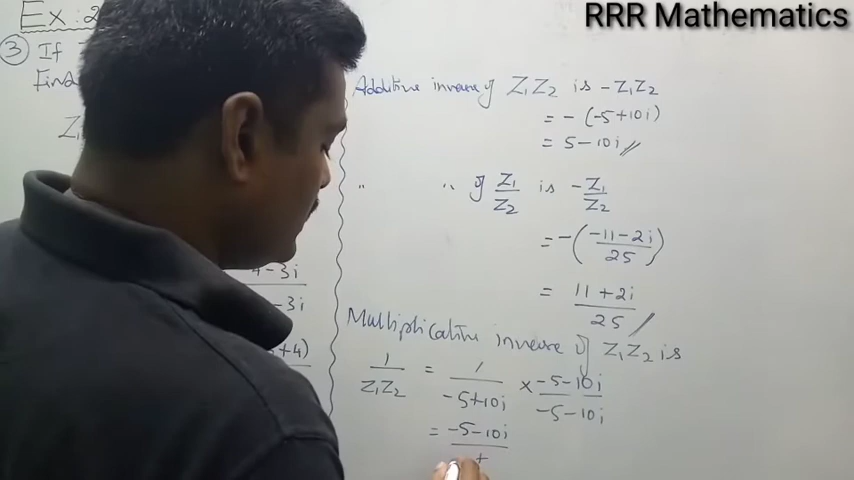 RRR Mathematics
Ex : 2
③ If
Find
Additive inverse of Z₁Z₂ is -Z₁Z₂
= - (-5+10i)
= 5-10i //
" " of Z₁/Z₂ is -Z₁/Z₂
= -(-11-2i/25)
= 11+2i/25 //
4-3i
-3i
+4)
Multiplicative inverse of Z₁Z₂ is
1/Z₁Z₂ = 1/-5+10i × -5-10i/-5-10i
= -5-10i
+